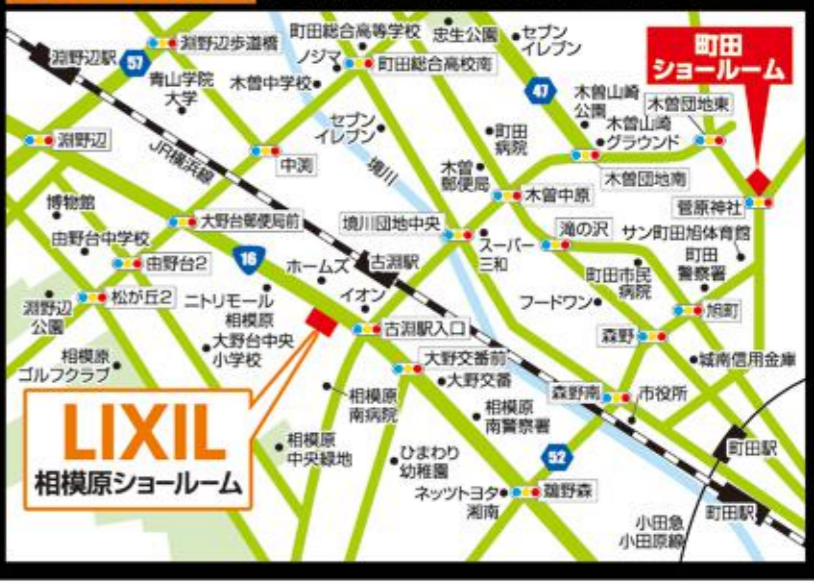 淵野辺駅
57
淵野辺歩道橋
町田総合高等学校
忠生公園
セブン
イレブン
町田
ショールーム
ノジマ
町田総合高校南
青山学院
大学
木曽中学校
47
木曽山崎
公園
木曽団地東
セブン
イレブン
町田
病院
木曽山崎
グラウンド
淵野辺
JR横浜線
中渕
境川
木曽
郵便局
木曽団地南
木曽中原
菅原神社
博物館
大野台郵便局前
境川団地中央
滝の沢
サン町田旭体育館
由野台中学校
由野台2
16
ホームズ
古淵駅
スーパー
三和
町田市民
病院
町田
警察署
淵野辺
公園
松が丘2
ニトリモール
相模原
イオン
フードワン
旭町
古淵駅入口
森野
大野台中央
小学校
相模原
ゴルフクラブ
大野交番前
大野交番
城南信用金庫
LIXIL
相模原ショールーム
相模原
南病院
相模原
南警察署
森野南
市役所
相模原
中央緑地
ひまわり
幼稚園
52
町田駅
ネッツトヨタ
湘南
鵜野森
町田駅
小田急
小田原線